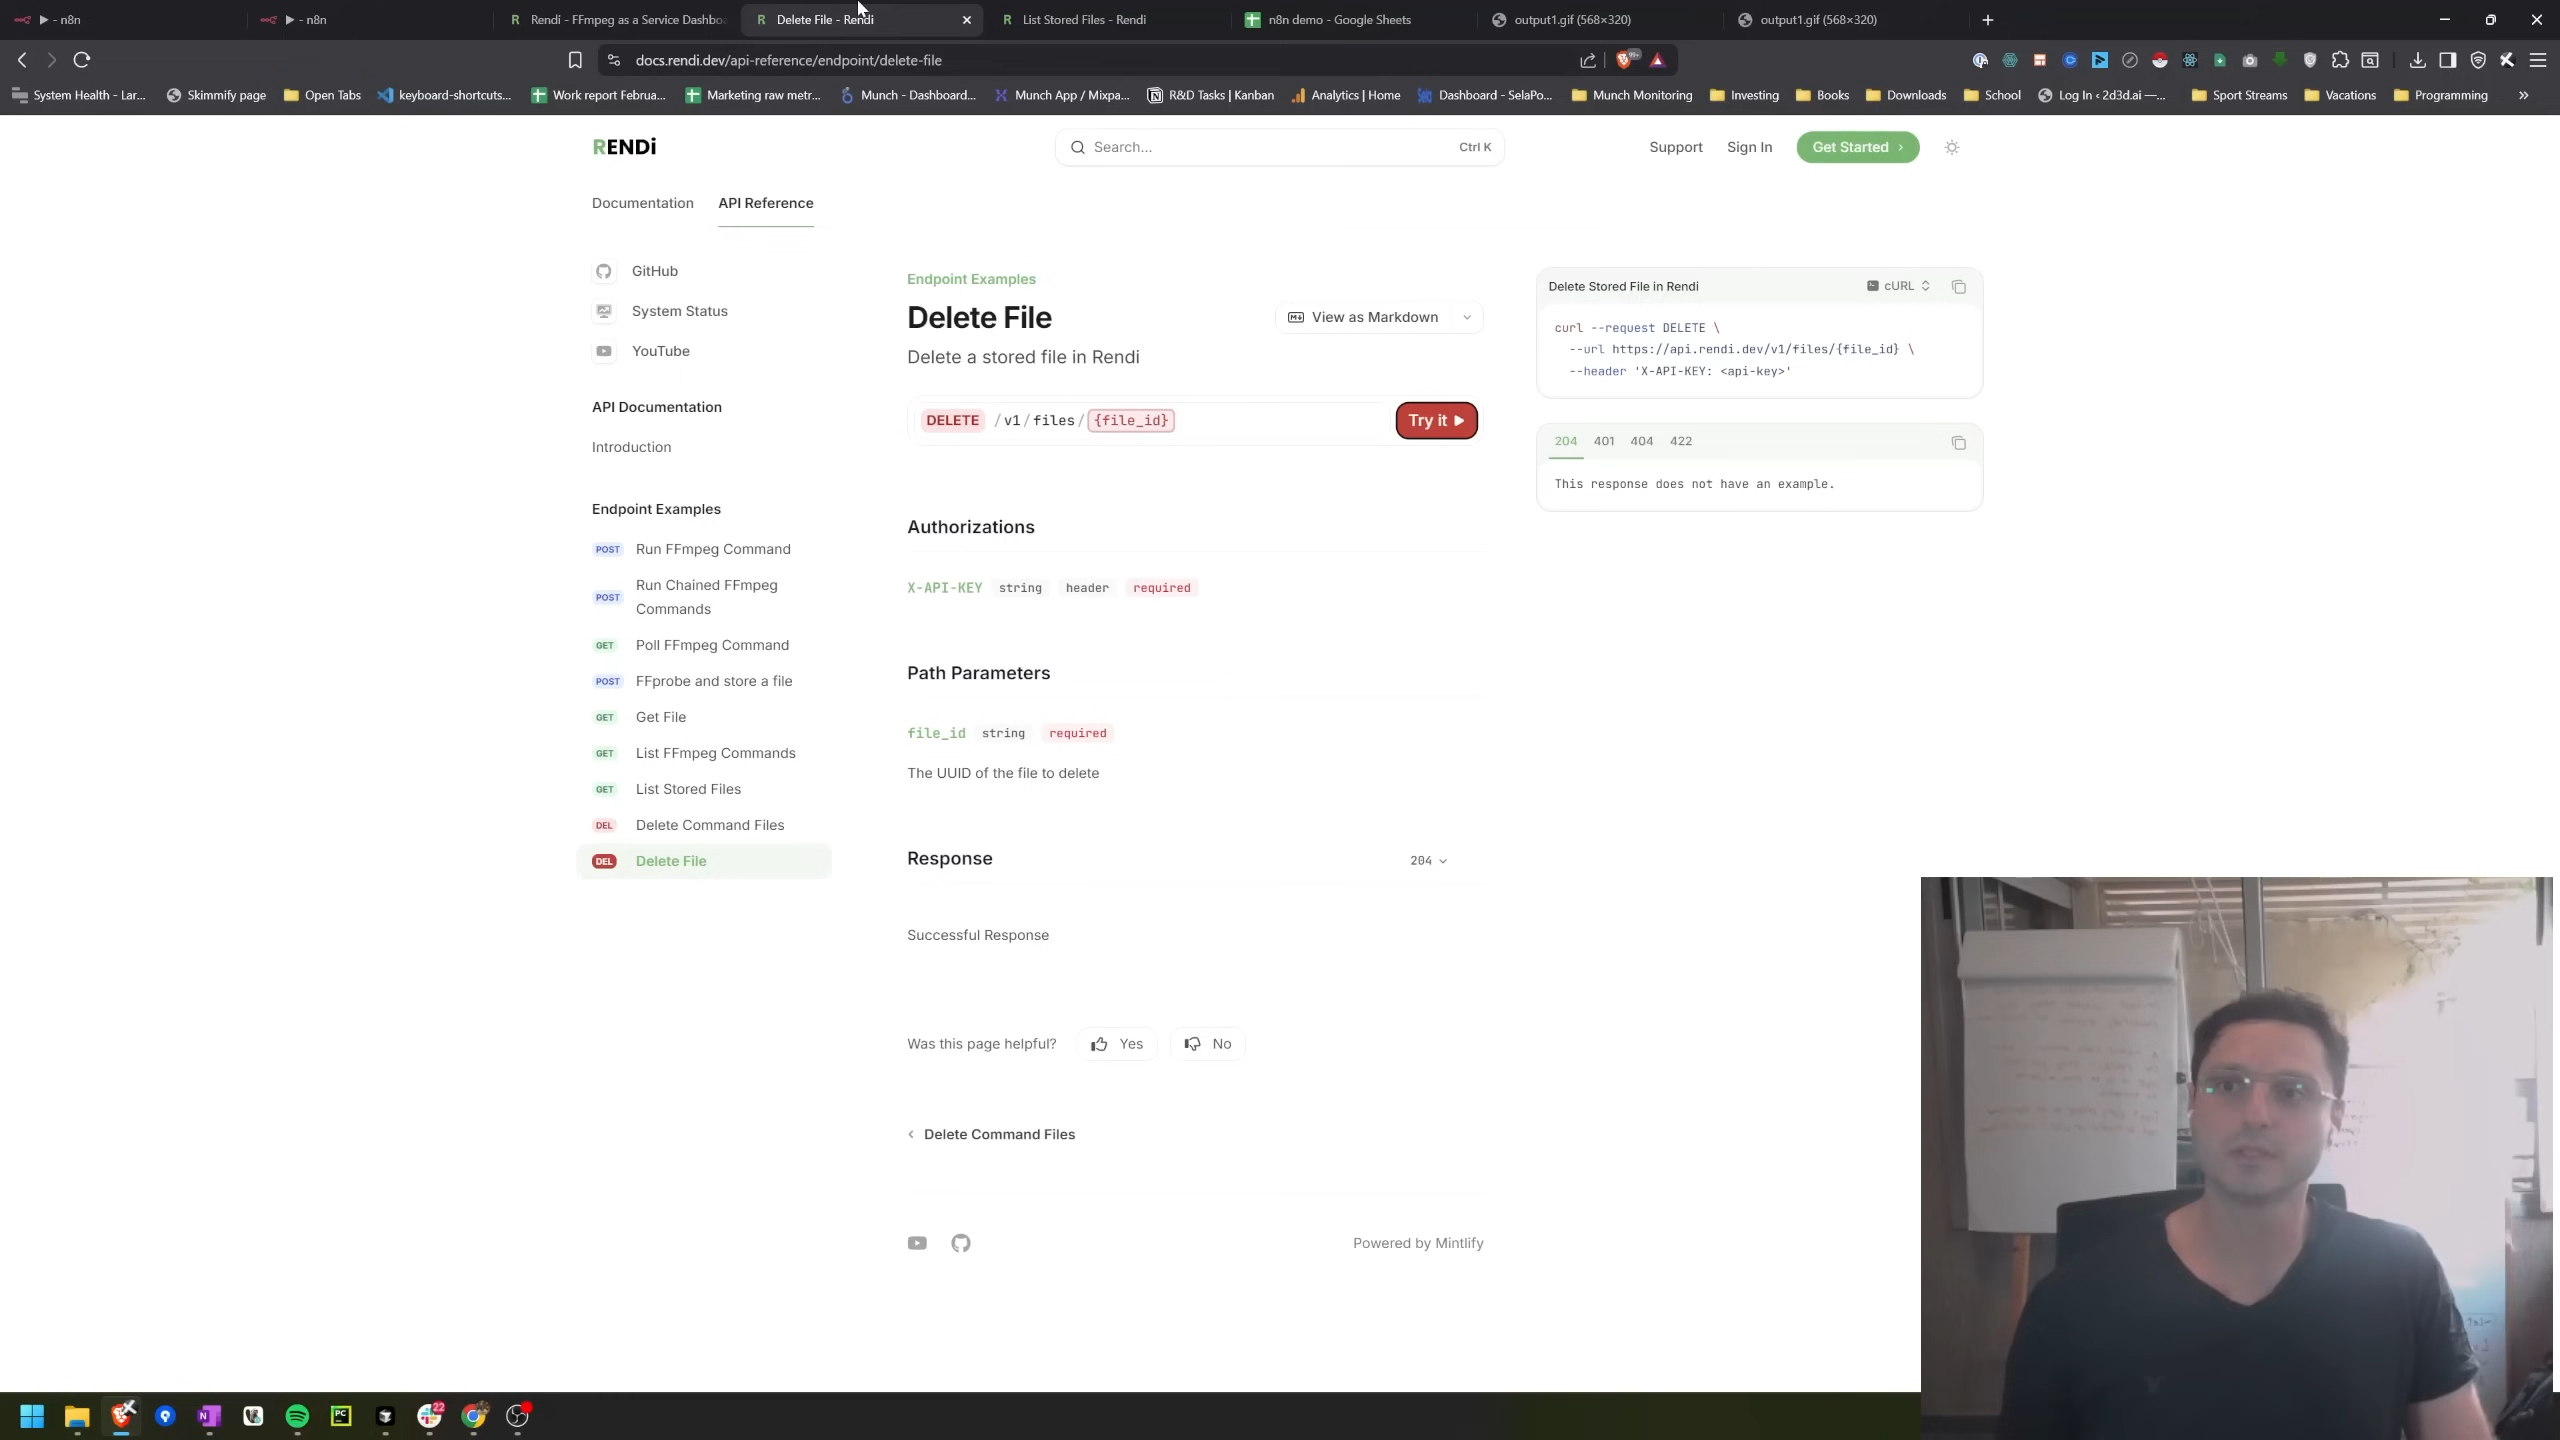 ▶ - n8n
▶ - n8n
Rendi - FFmpeg as a Service Dashbo
Delete File - Rendi
List Stored Files - Rendi
n8n demo - Google Sheets
output1.gif (568×320)
output1.gif (568×320)
docs.rendi.dev/api-reference/endpoint/delete-file
System Health - Lar...
Skimmify page
Open Tabs
keyboard-shortcuts...
Work report Februa...
Marketing raw metr...
Munch - Dashboard...
Munch App / Mixpa...
R&D Tasks | Kanban
Analytics | Home
Dashboard - SelaPo...
Munch Monitoring
Investing
Books
Downloads
School
Log In ‹ 2d3d.ai —...
Sport Streams
Vacations
Programming
»
RENDi
Search...
Ctrl K
Support
Sign In
Get Started ›
Documentation
API Reference
GitHub
System Status
YouTube
API Documentation
Introduction
Endpoint Examples
POST Run FFmpeg Command
POST Run Chained FFmpeg
Commands
GET Poll FFmpeg Command
POST FFprobe and store a file
GET Get File
GET List FFmpeg Commands
GET List Stored Files
DEL Delete Command Files
DEL Delete File
Endpoint Examples
Delete File
View as Markdown
Delete a stored file in Rendi
DELETE /v1/files/{file_id}
Try it
Authorizations
X-API-KEY string header required
Path Parameters
file_id string required
The UUID of the file to delete
Response
204
Successful Response
Was this page helpful?
Yes
No
‹ Delete Command Files
Powered by Mintlify
Delete Stored File in Rendi
cURL
curl --request DELETE \
--url https://api.rendi.dev/v1/files/{file_id} \
--header 'X-API-KEY: <api-key>'
204 401 404 422
This response does not have an example.
22